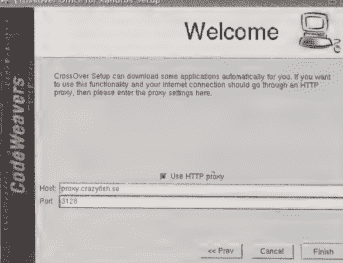 CrossOver Office for Xandros Setup
Welcome
CrossOver Setup can download some applications automatically for you. If you want
to use this functionality and your internet connection should go through an HTTP
proxy, then please enter the proxy settings here.
CodeWeavers
Use HTTP proxy
Host: proxy.crazyden.se
Port: 3128
<< Prev
Cancel
Finish